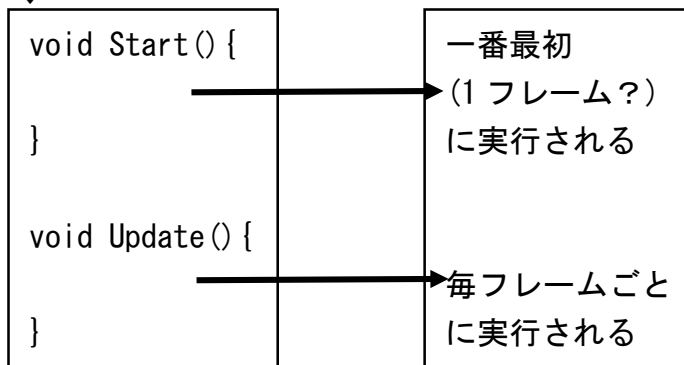 void Start(){
}
void Update(){
}
一番最初
(1 フレーム？)
に実行される
毎フレームごと
に実行される